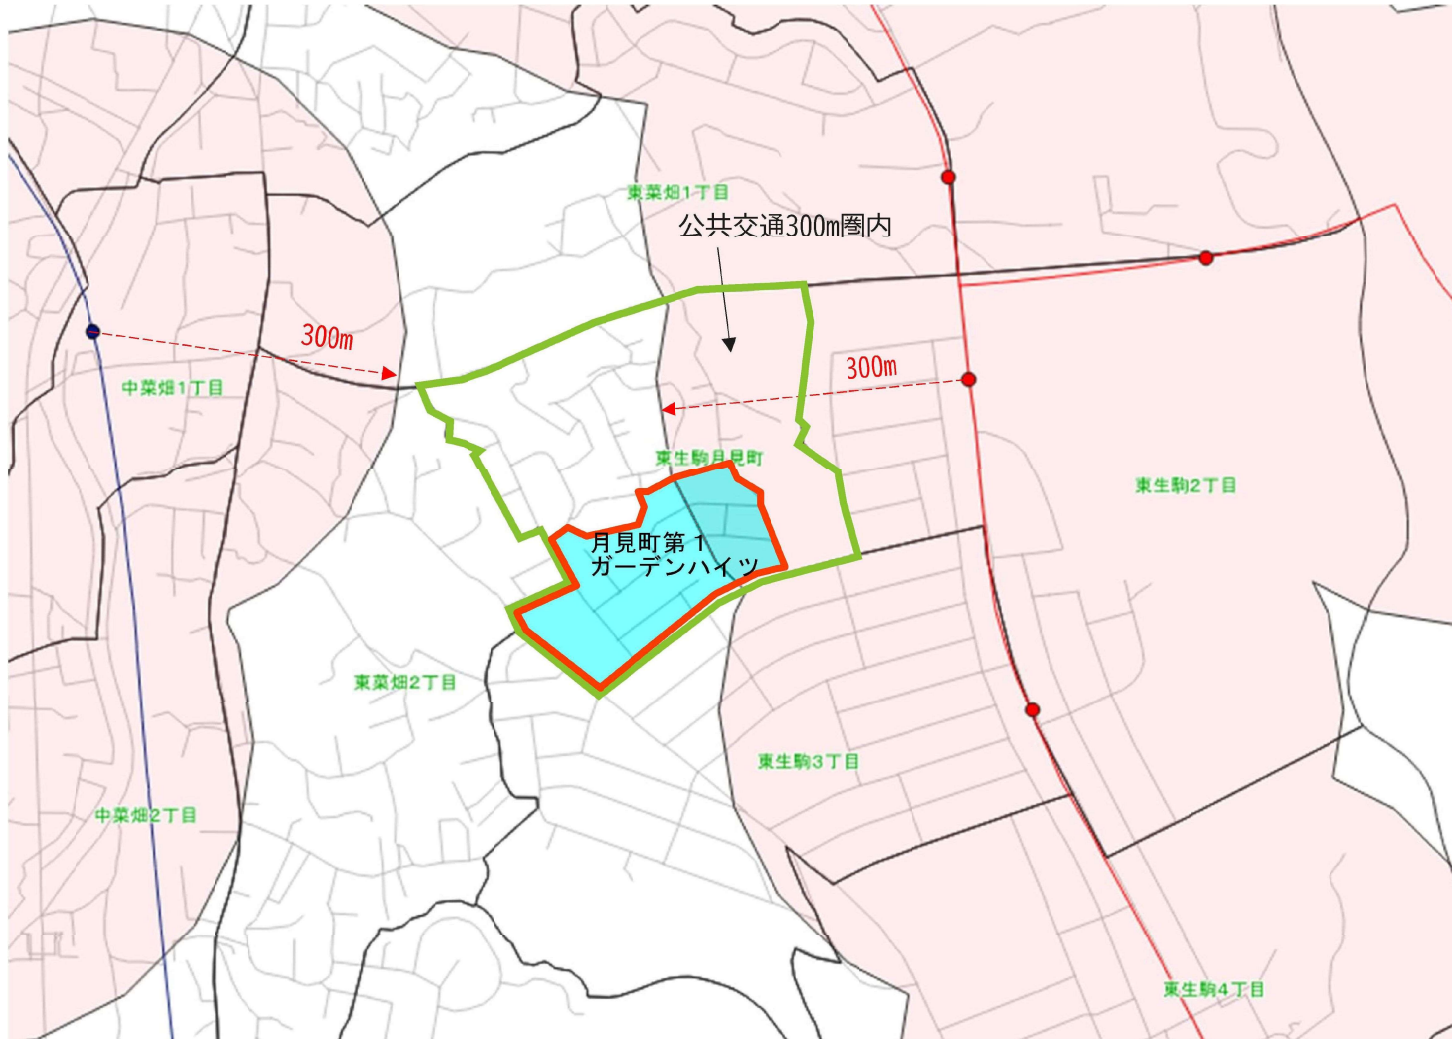 東菜畑1丁目
公共交通300m圏内
300m
300m
中菜畑1丁目
東生駒月見町
東生駒2丁目
月見町第１
ガーデンハイツ
東菜畑2丁目
東生駒3丁目
中菜畑2丁目
東生駒4丁目